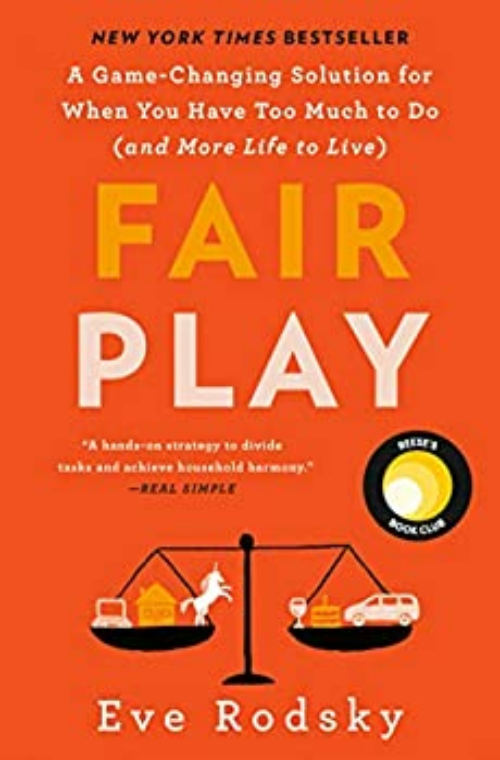 NEW YORK TIMES BESTSELLER
A Game-Changing Solution for
When You Have Too Much to Do
(and More Life to Live)
FAIR
PLAY
"A hands-on strategy to divide
tasks and achieve household harmony."
—REAL SIMPLE
REESE'S
BOOK CLUB
Eve Rodsky